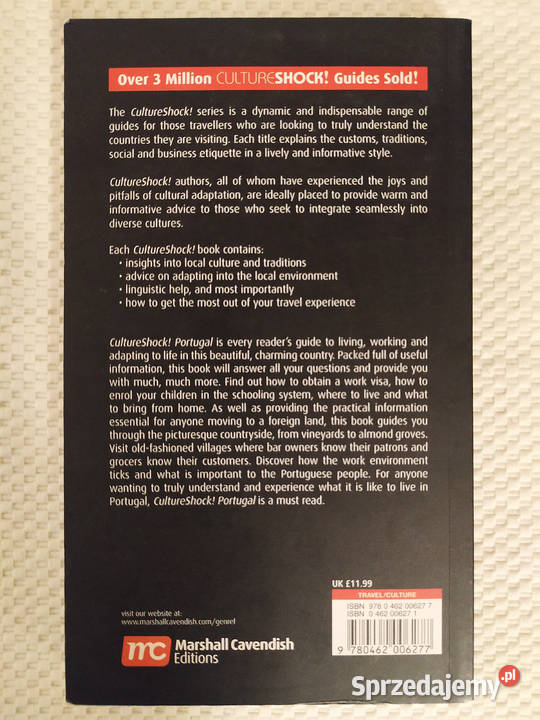 Over 3 Million CULTURESHOCK! Guides Sold!
The CultureShock! series is a dynamic and indispensable range of
guides for those travellers who are looking to truly understand the
countries they are visiting. Each title explains the customs, traditions,
social and business etiquette in a lively and informative style.
CultureShock! authors, all of whom have experienced the joys and
pitfalls of cultural adaptation, are ideally placed to provide warm and
informative advice to those who seek to integrate seamlessly into
diverse cultures.
Each CultureShock! book contains:
• insights into local culture and traditions
• advice on adapting into the local environment
• linguistic help, and most importantly
• how to get the most out of your travel experience
CultureShock! Portugal is every reader's guide to living, working and
adapting to life in this beautiful, charming country. Packed full of useful
information, this book will answer all your questions and provide you
with much, much more. Find out how to obtain a work visa, how to
enrol your children in the schooling system, where to live and what
to bring from home. As well as providing the practical information
essential for anyone moving to a foreign land, this book guides you
through the picturesque countryside, from vineyards to almond groves.
Visit old-fashioned villages where bar owners know their patrons and
grocers know their customers. Discover how the work environment
ticks and what is important to the Portuguese people. For anyone
wanting to truly understand and experience what it is like to live in
Portugal, CultureShock! Portugal is a must read.
UK £11.99
TRAVEL/CULTURE
ISBN 978 0 462 00627 7
ISBN 0 462 00627 1
9 780462 006277
visit our website at:
www.marshallcavendish.com/genref
mc Marshall Cavendish
Editions
Sprzedajemy.pl